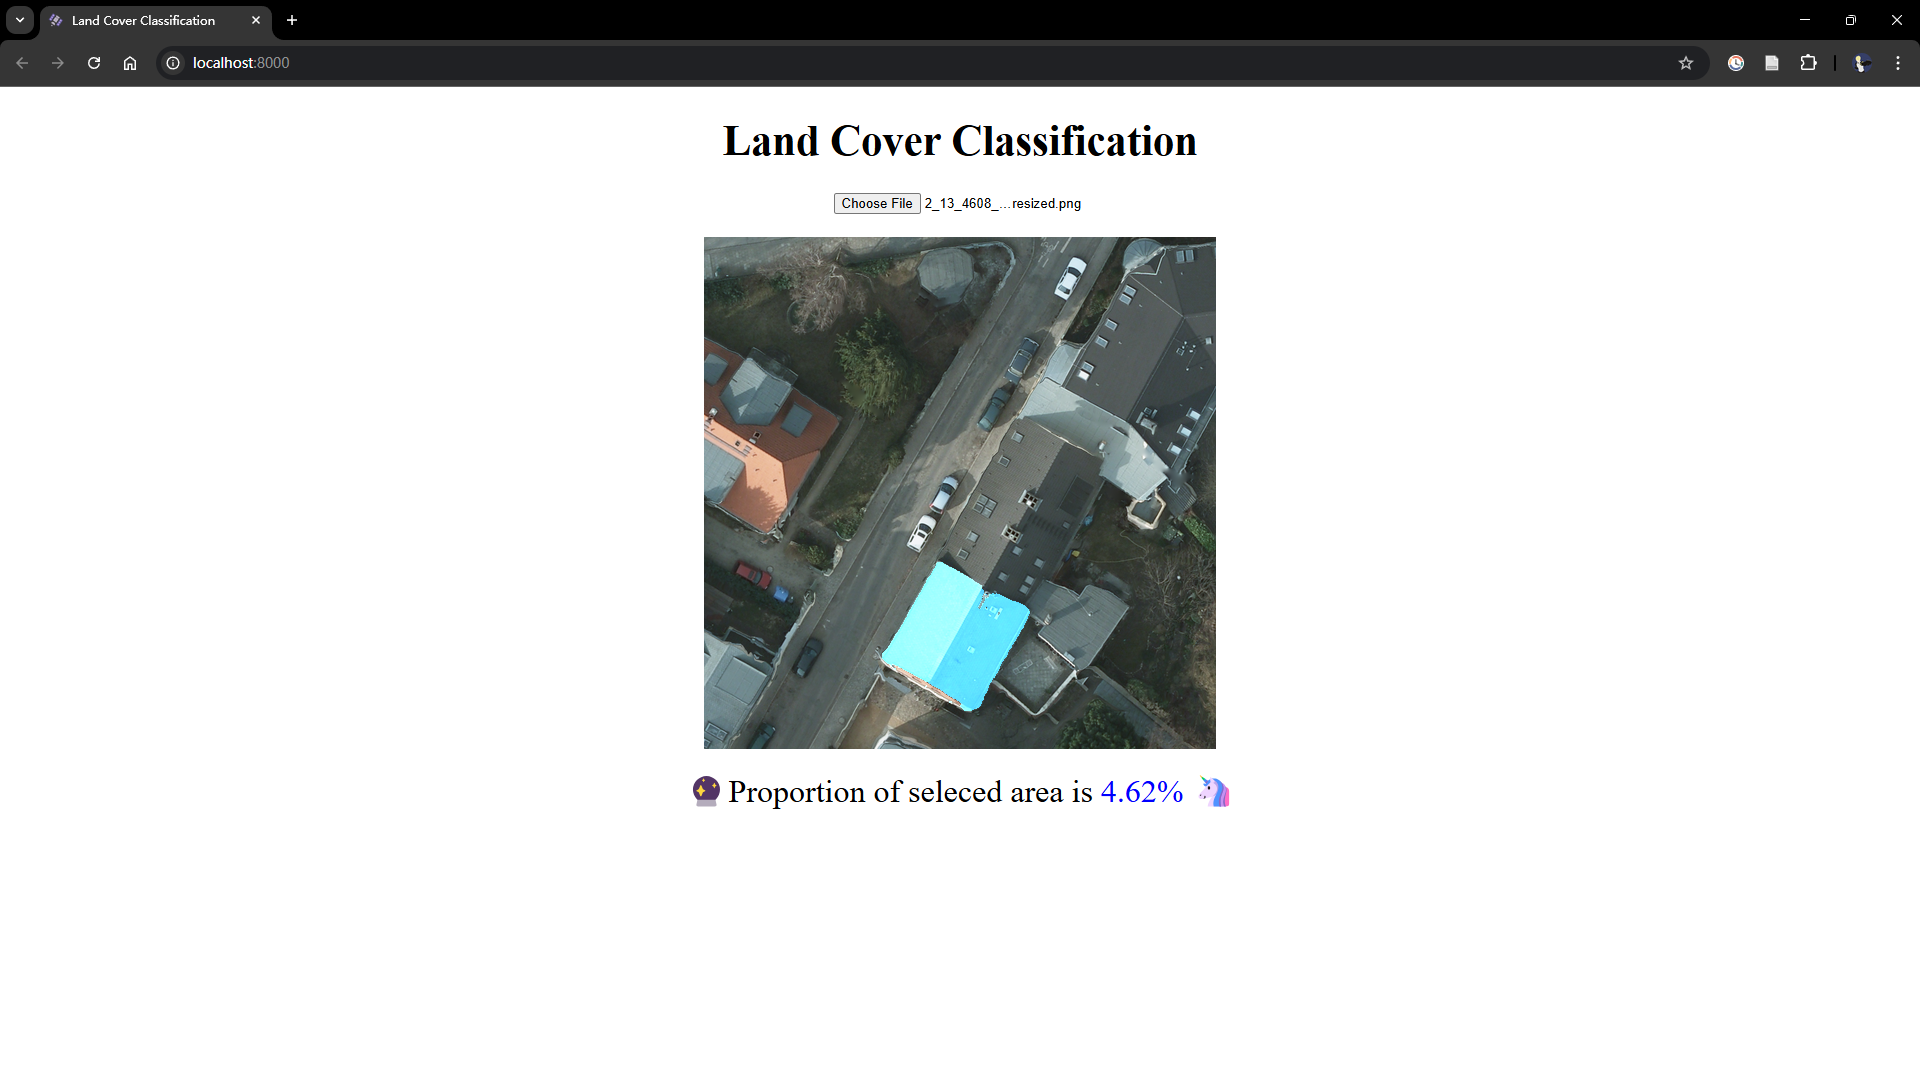 Land Cover Classification
localhost:8000
Land Cover Classification
Choose File 2_13_4608_...resized.png
Proportion of seleced area is 4.62%